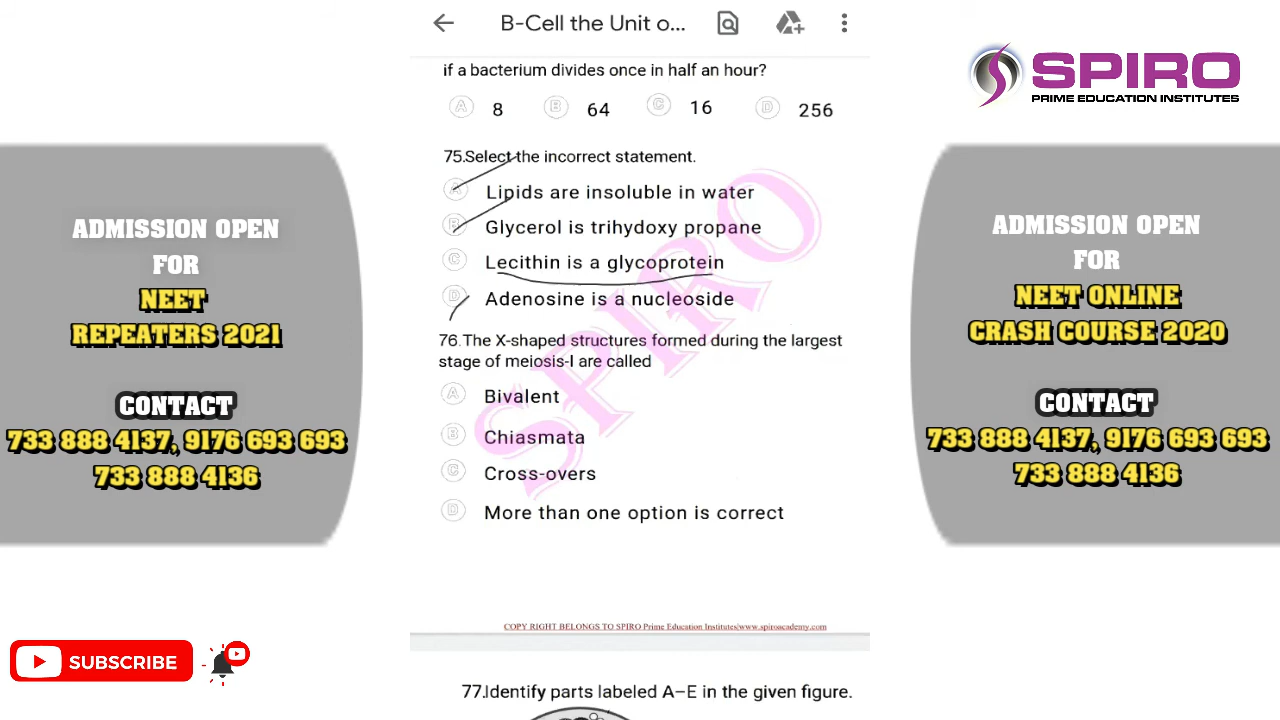 B-Cell the Unit o...
if a bacterium divides once in half an hour?
A 8 B 64 C 16 D 256
75.Select the incorrect statement.
A Lipids are insoluble in water
B Glycerol is trihydoxy propane
C Lecithin is a glycoprotein
D Adenosine is a nucleoside
76.The X-shaped structures formed during the largest
stage of meiosis-I are called
A Bivalent
B Chiasmata
C Cross-overs
D More than one option is correct
COPY RIGHT BELONGS TO SPIRO Prime Education Institutes|www.spiroacademy.com
77.Identify parts labeled A–E in the given figure.
SPIRO
ADMISSION OPEN
FOR
NEET
REPEATERS 2021
CONTACT
733 888 4137, 9176 693 693
733 888 4136
SUBSCRIBE
SPIRO
PRIME EDUCATION INSTITUTES
ADMISSION OPEN
FOR
NEET ONLINE
CRASH COURSE 2020
CONTACT
733 888 4137, 9176 693 693
733 888 4136